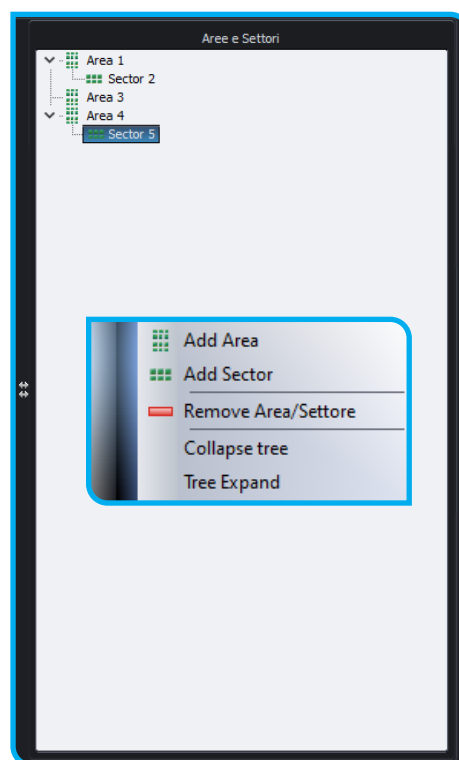 Aree e Settori
Area 1
Sector 2
Area 3
Area 4
Sector 5
Add Area
Add Sector
Remove Area/Settore
Collapse tree
Tree Expand